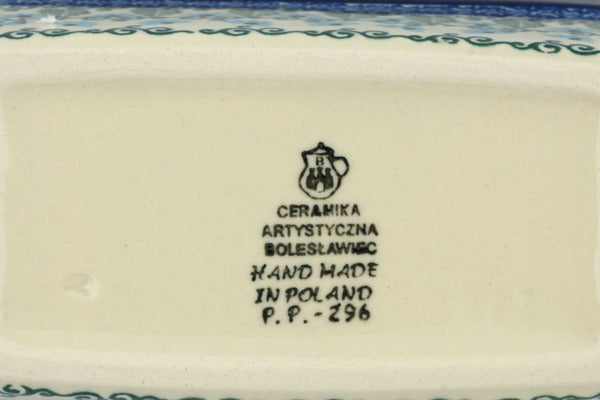 B
CERAMIKA
ARTYSTYCZNA
BOLESŁAWIEC
HAND MADE
IN POLAND
P.P.-296